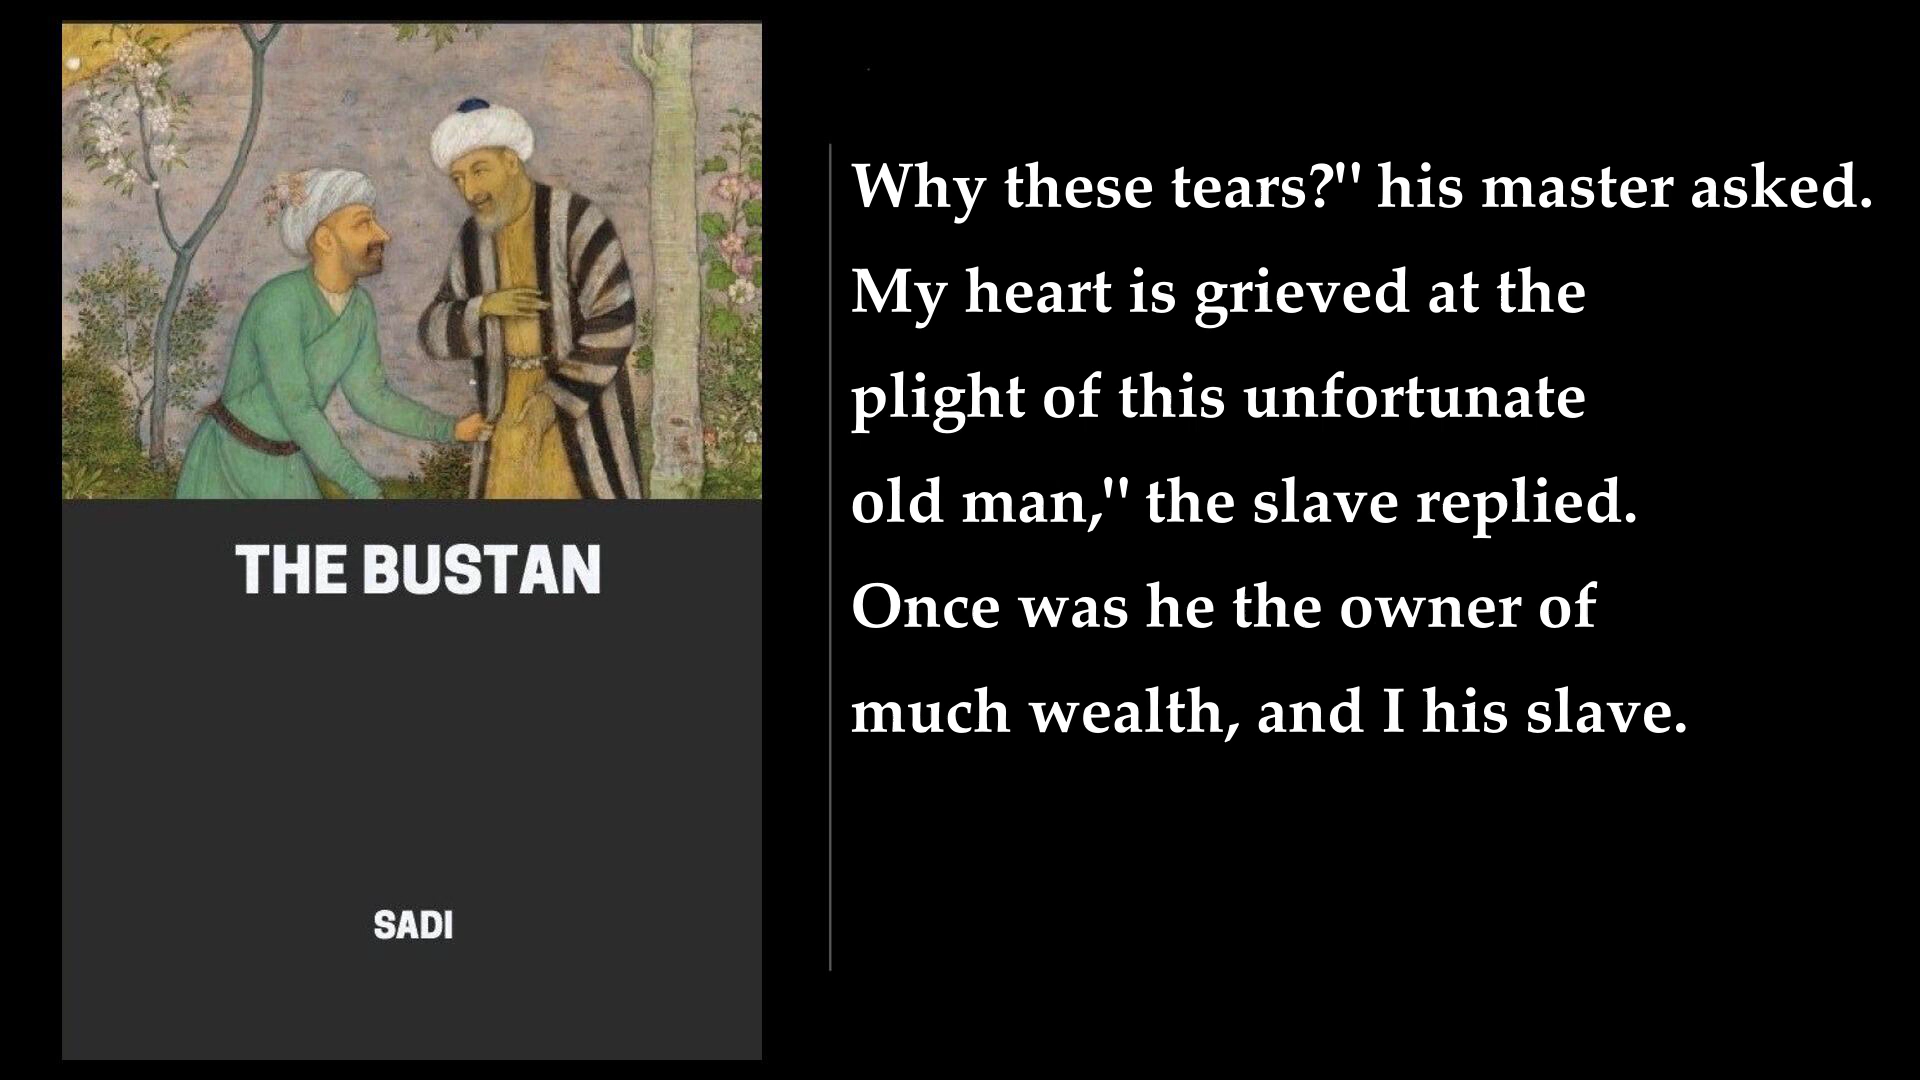 THE BUSTAN
SADI
Why these tears?" his master asked.
My heart is grieved at the
plight of this unfortunate
old man," the slave replied.
Once was he the owner of
much wealth, and I his slave.